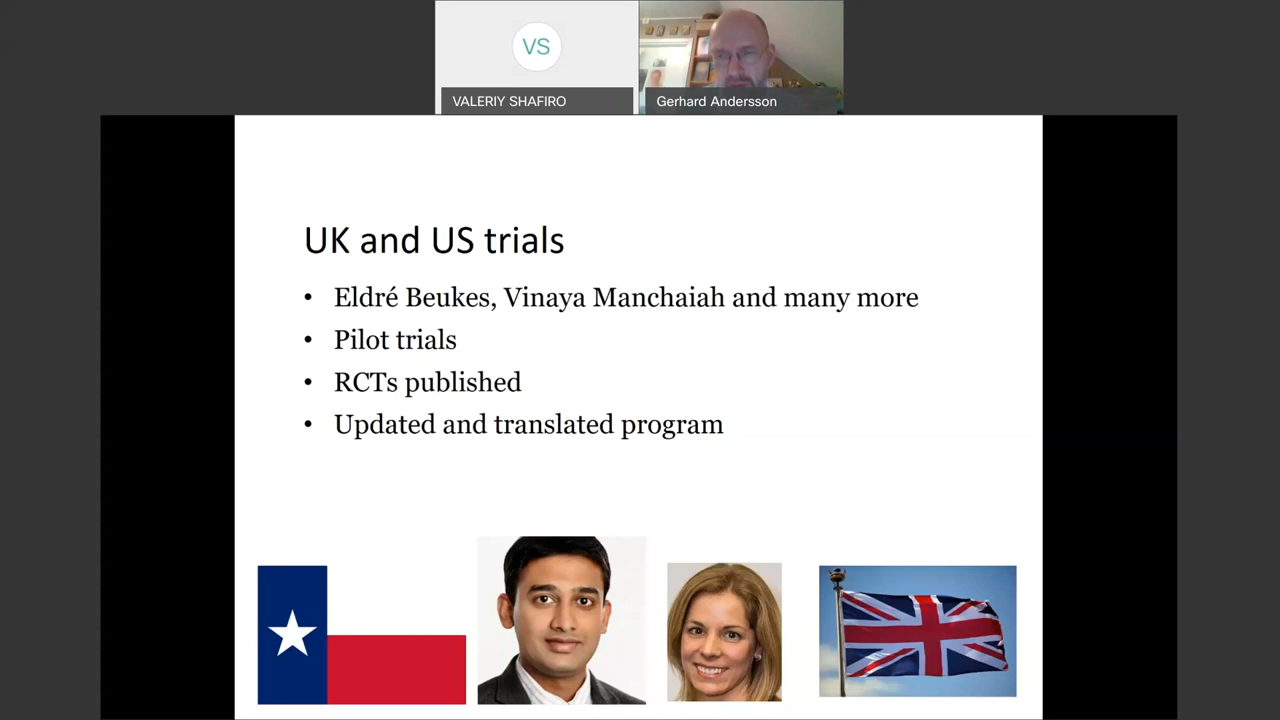 VS
VALERIY SHAFIRO
Gerhard Andersson
UK and US trials
• Eldré Beukes, Vinaya Manchaiah and many more
• Pilot trials
• RCTs published
• Updated and translated program